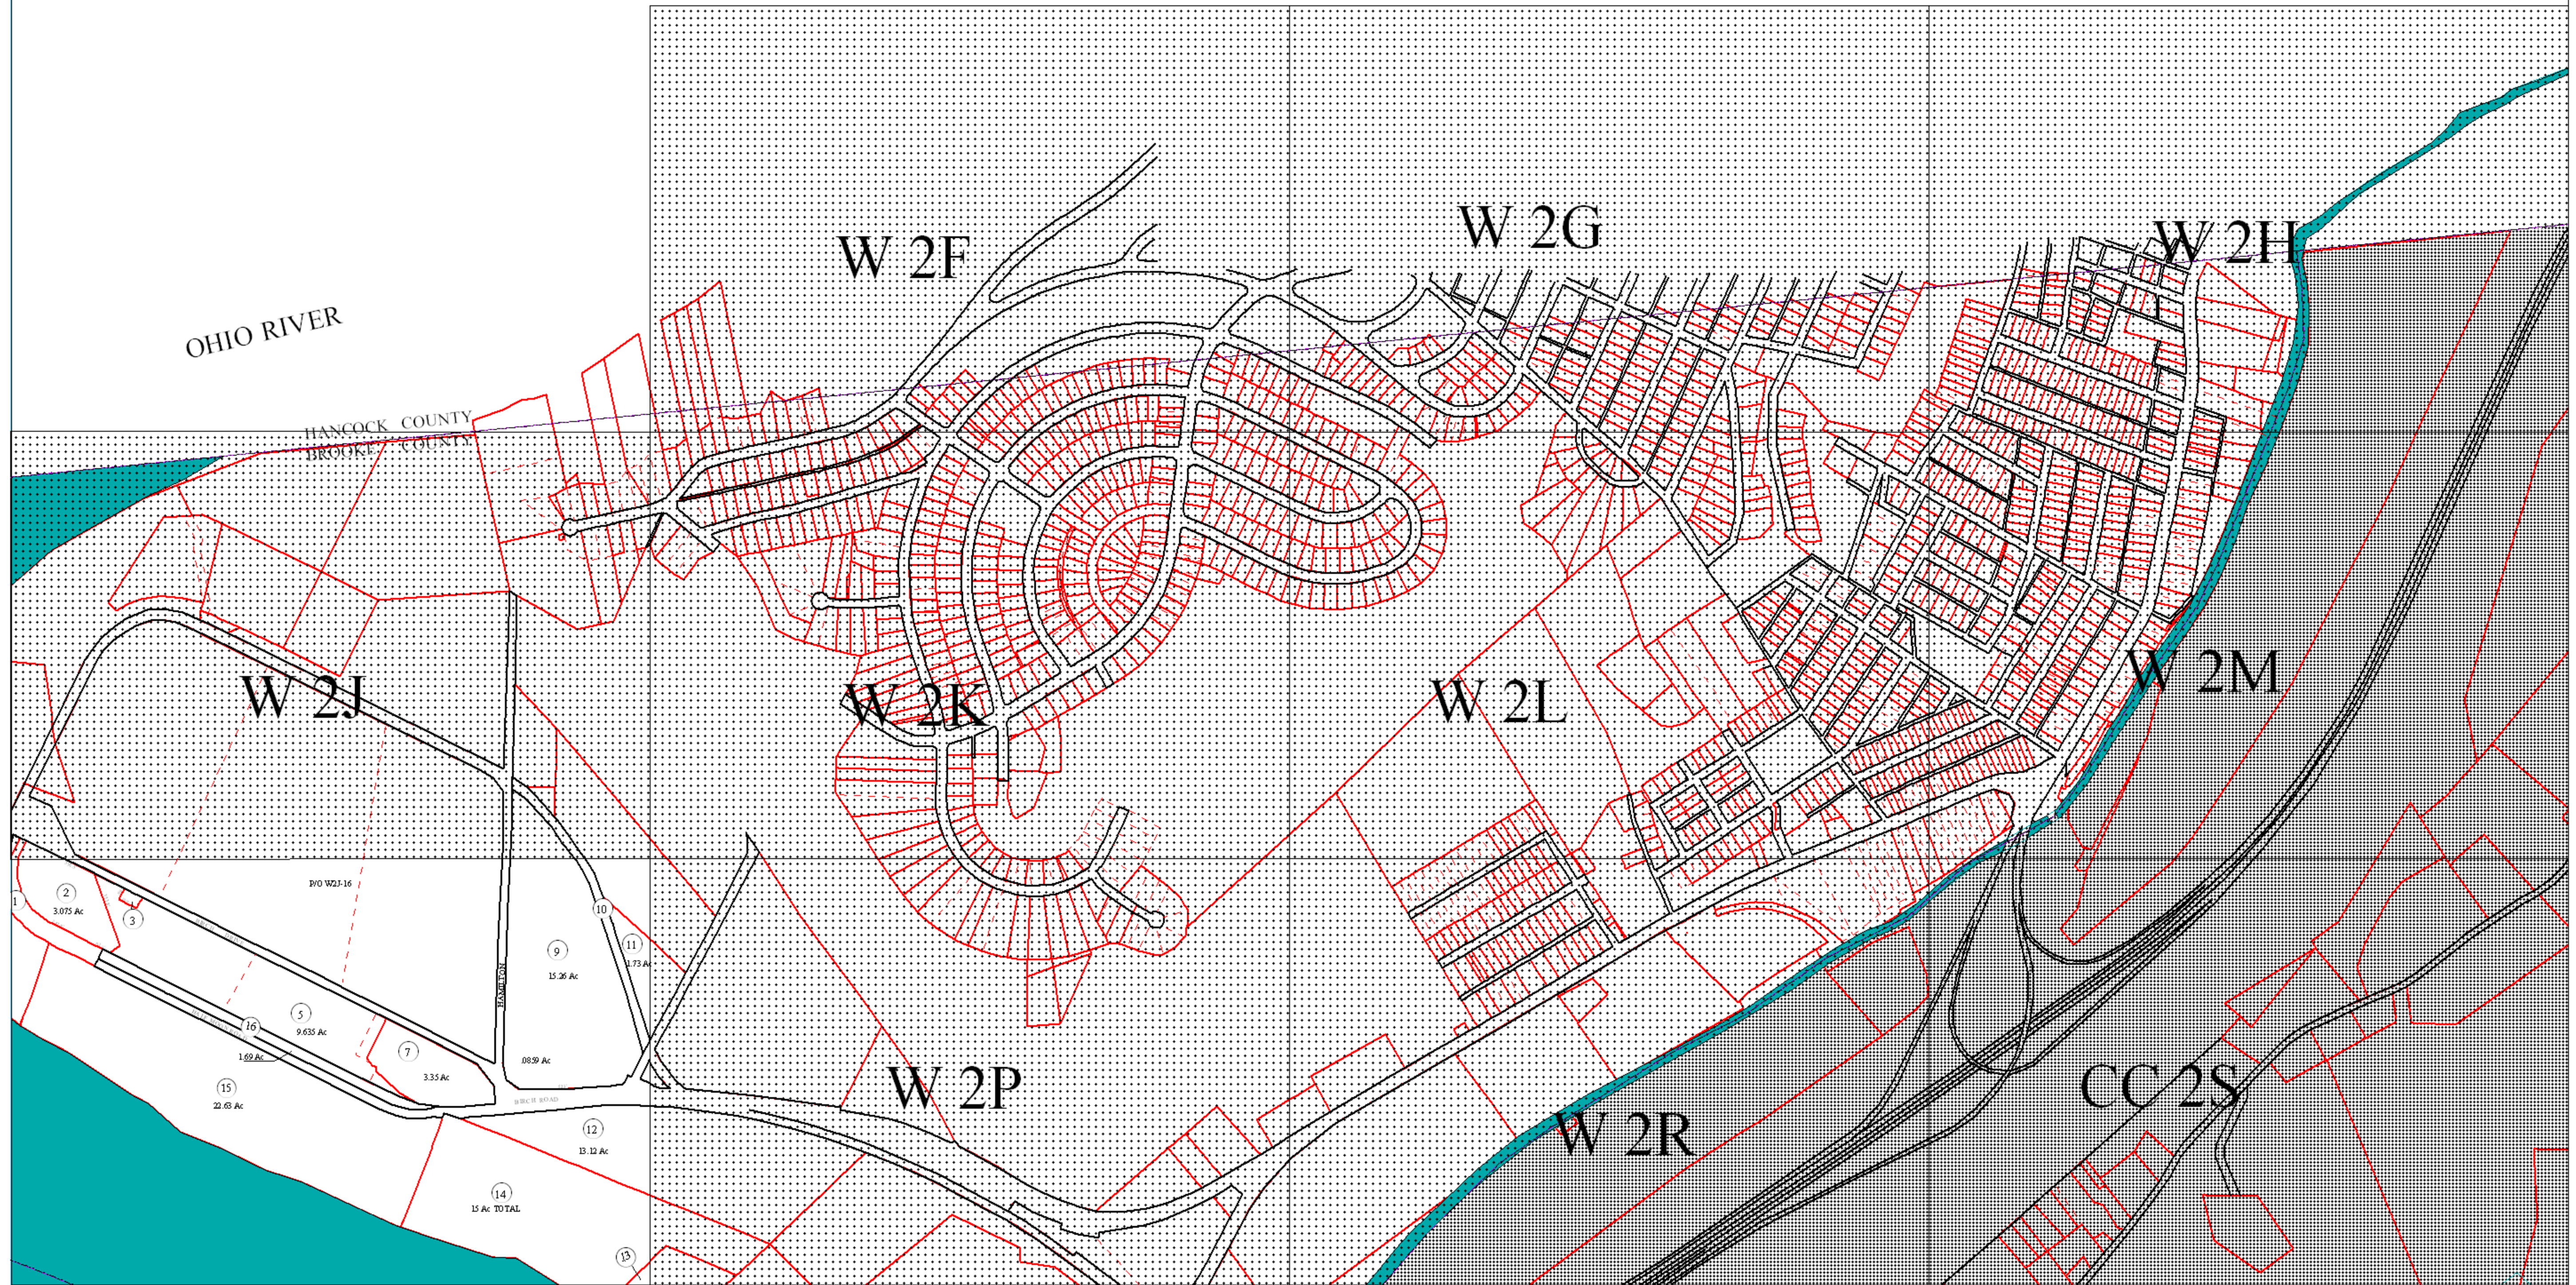 W 2G
W 2H
W 2F
OHIO RIVER
HANCOCK COUNTY
BROOKE COUNTY
W 2J
W 2K
W 2L
W 2M
P/O W2J-16
1
2
3.075 Ac
3
10
9
15.26 Ac
11
1.73 Ac
HAMILTON
5
9.635 Ac
16
1.69 Ac
7
3.35 Ac
.0859 Ac
15
22.63 Ac
BIRCH ROAD
W 2P
W 2R
CC 2S
12
13.12 Ac
14
15 Ac TOTAL
13